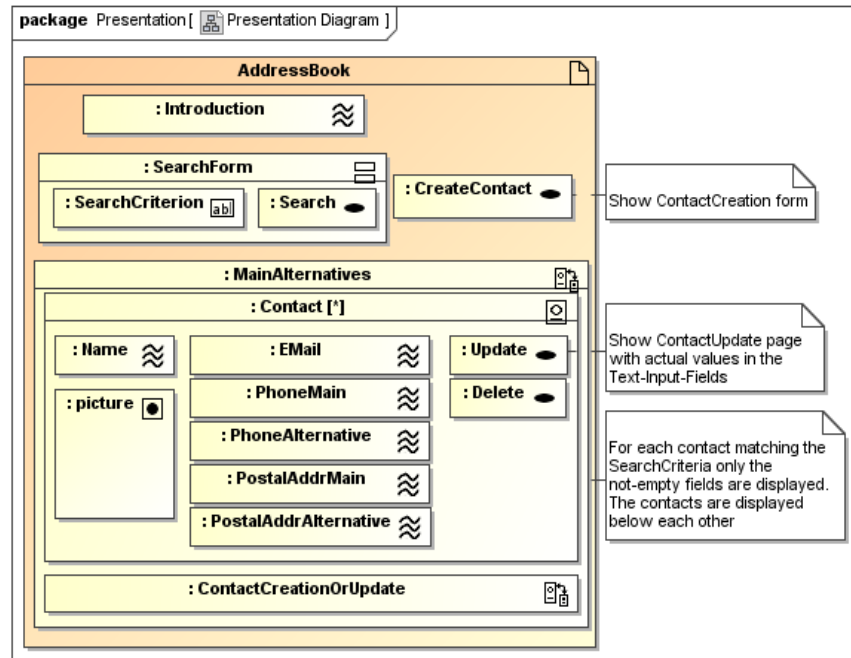 package Presentation [ Presentation Diagram ]
AddressBook
: Introduction
: SearchForm
: SearchCriterion ab|
: Search
: CreateContact
Show ContactCreation form
: MainAlternatives
: Contact [*]
: Name
: EMail
: Update
Show ContactUpdate page
with actual values in the
Text-Input-Fields
: picture
: PhoneMain
: Delete
: PhoneAlternative
: PostalAddrMain
: PostalAddrAlternative
For each contact matching the
SearchCriteria only the
not-empty fields are displayed.
The contacts are displayed
below each other
: ContactCreationOrUpdate